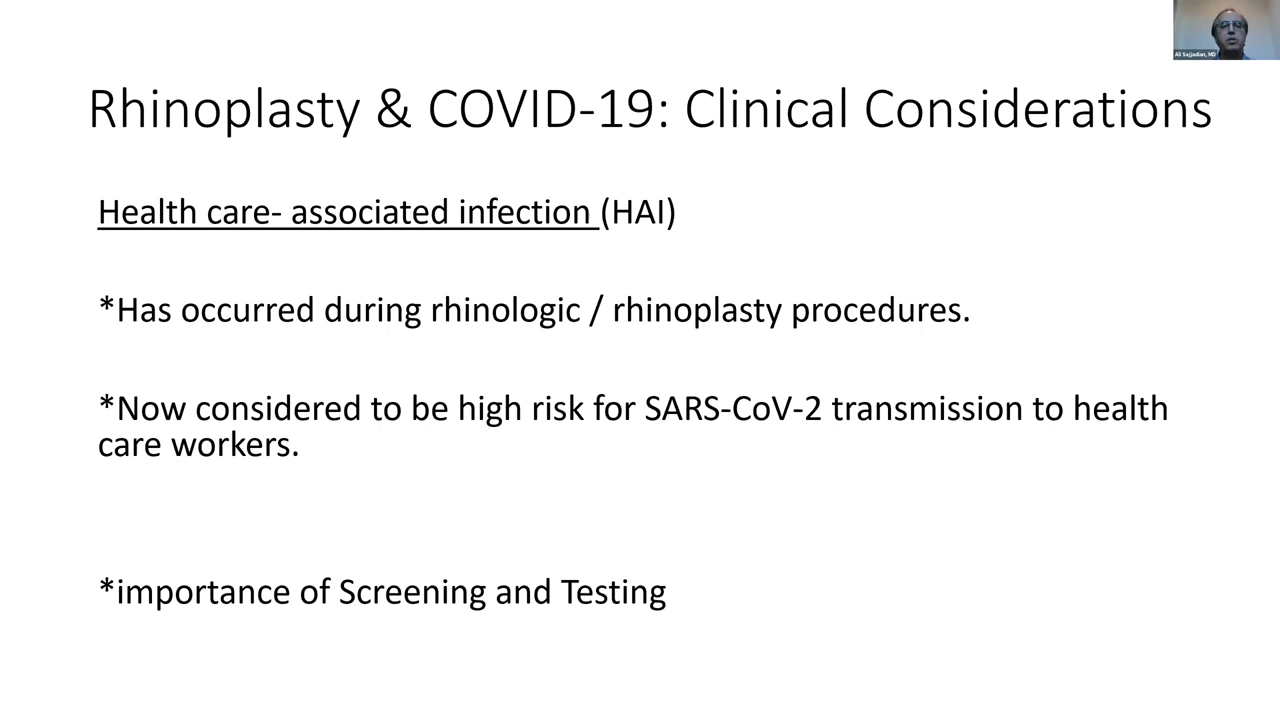 Ali Sajjadian, MD
Rhinoplasty & COVID-19: Clinical Considerations
Health care- associated infection (HAI)
*Has occurred during rhinologic / rhinoplasty procedures.
*Now considered to be high risk for SARS-CoV-2 transmission to health
care workers.
*importance of Screening and Testing